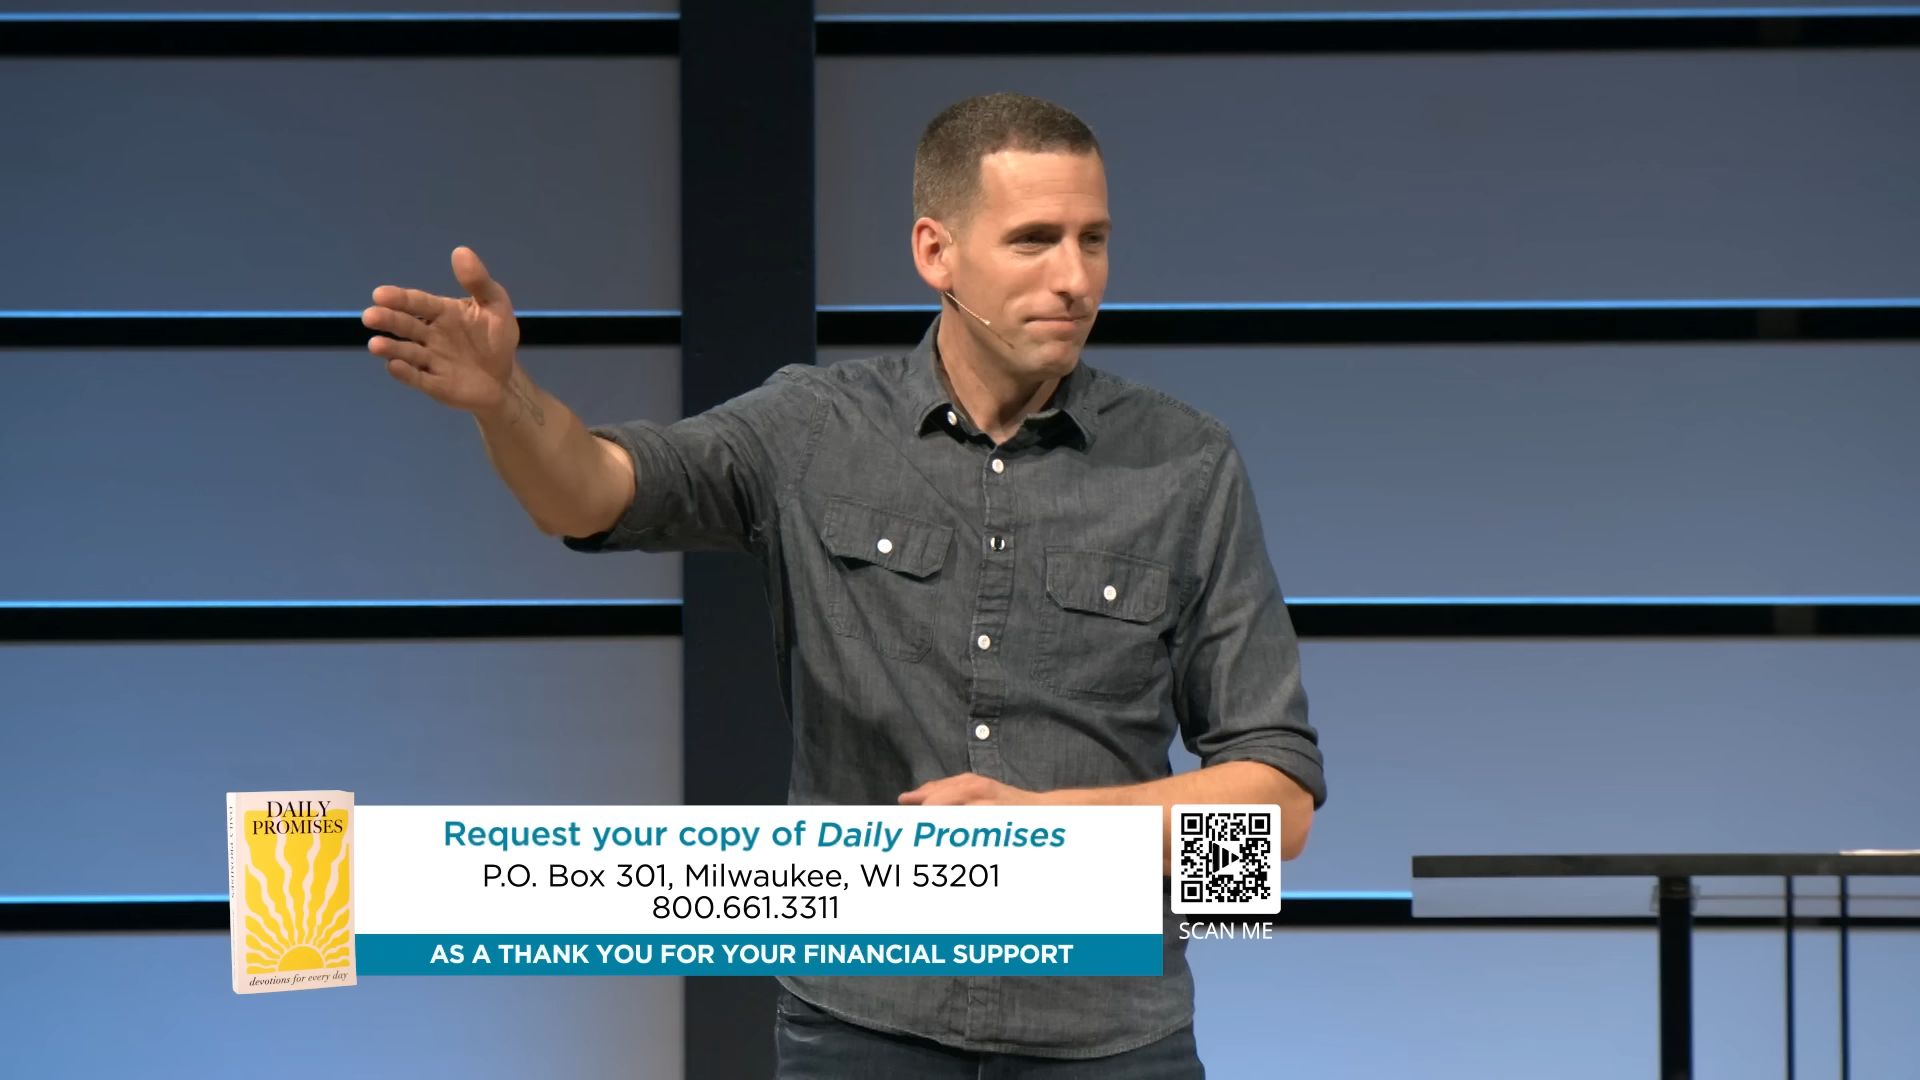 DAILY
PROMISES
devotions for every day
Request your copy of Daily Promises
P.O. Box 301, Milwaukee, WI 53201
800.661.3311
AS A THANK YOU FOR YOUR FINANCIAL SUPPORT
SCAN ME